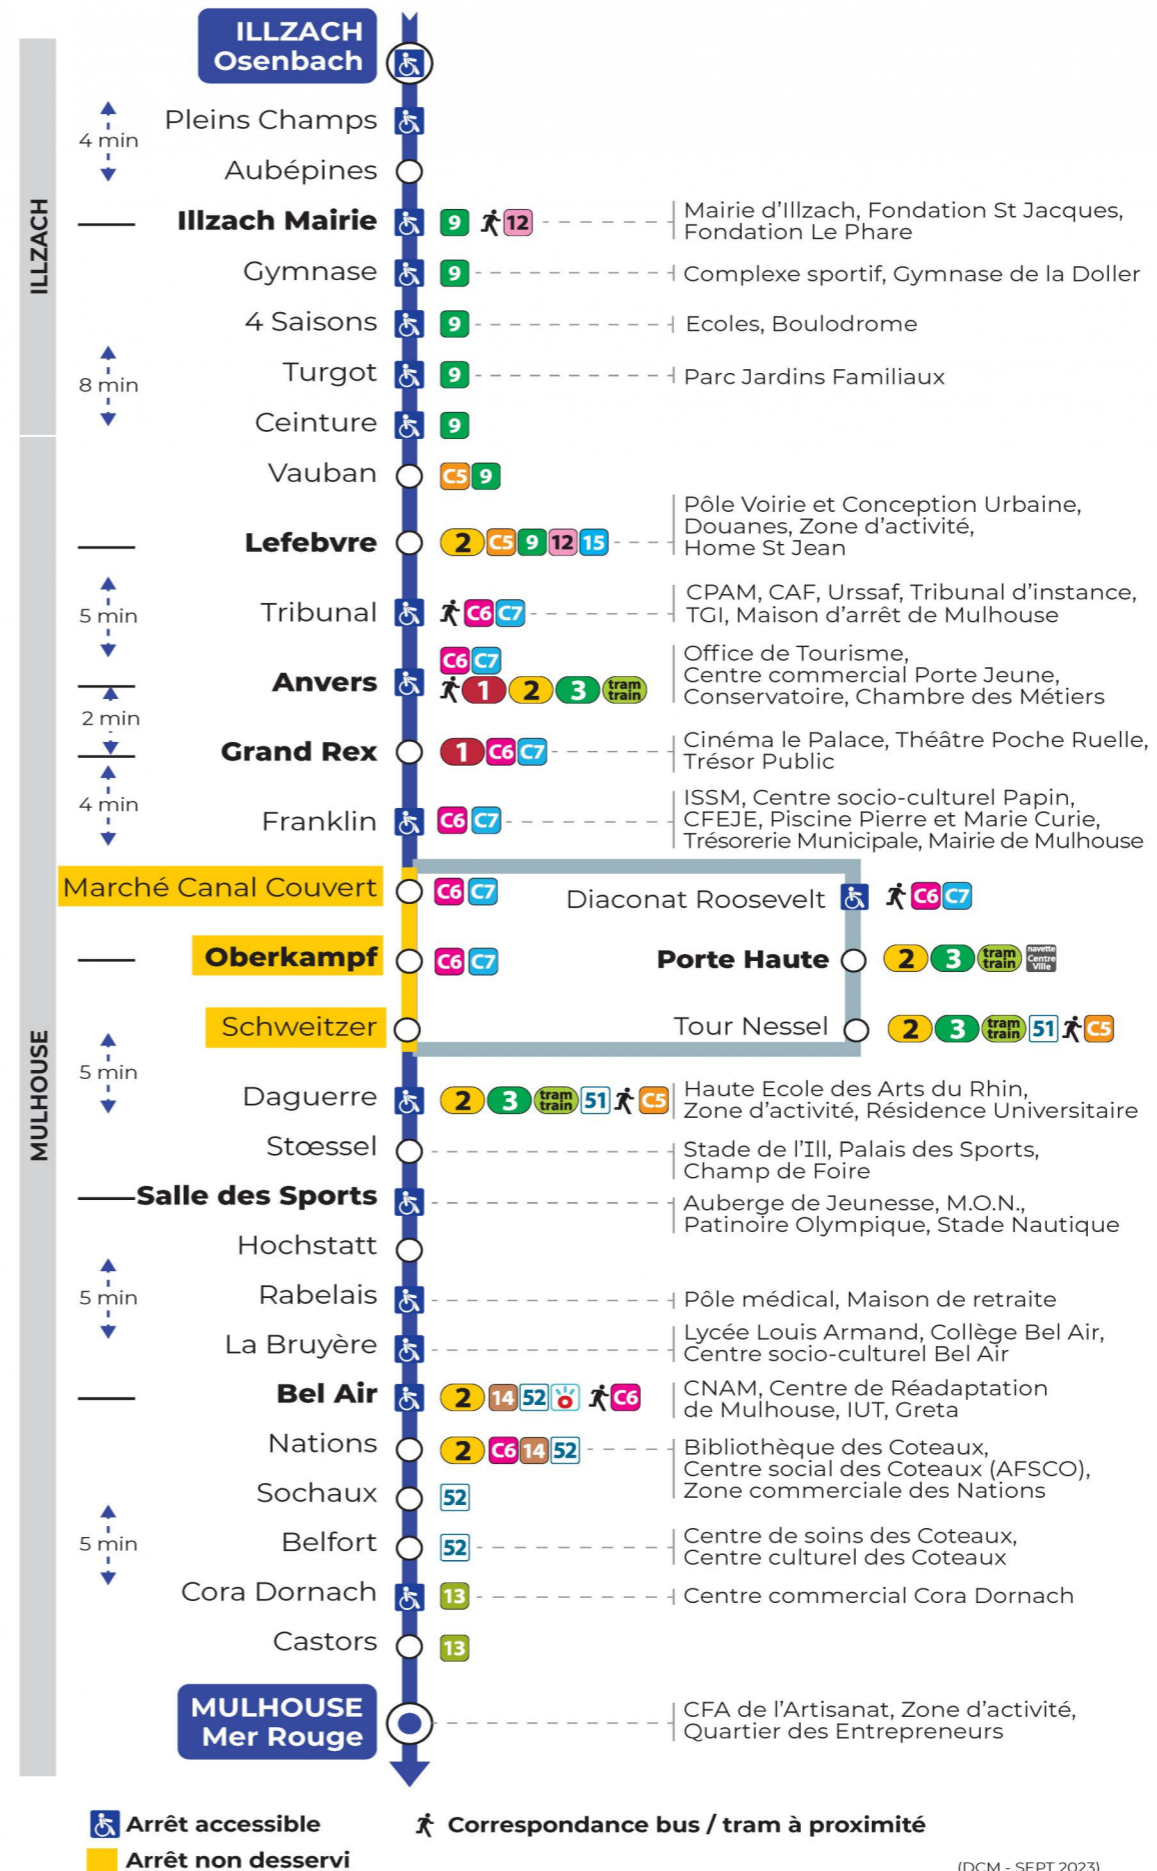 ILLZACH
Osenbach
ILLZACH
Pleins Champs
4 min
Aubépines
Illzach Mairie 9 12 Mairie d'Illzach, Fondation St Jacques,
Fondation Le Phare
Gymnase 9 Complexe sportif, Gymnase de la Doller
4 Saisons 9 Ecoles, Boulodrome
Turgot 9 Parc Jardins Familiaux
8 min
Ceinture 9
MULHOUSE
Vauban C5 9
Lefebvre 2 C5 9 12 15 Pôle Voirie et Conception Urbaine,
Douanes, Zone d'activité,
Home St Jean
5 min
Tribunal C6 C7 CPAM, CAF, Urssaf, Tribunal d'instance,
TGI, Maison d'arrêt de Mulhouse
Anvers C6 C7
1 2 3 tram train
Office de Tourisme,
Centre commercial Porte Jeune,
Conservatoire, Chambre des Métiers
2 min
Grand Rex 1 C6 C7 Cinéma le Palace, Théâtre Poche Ruelle,
Trésor Public
4 min
Franklin C6 C7 ISSM, Centre socio-culturel Papin,
CFEJE, Piscine Pierre et Marie Curie,
Trésorerie Municipale, Mairie de Mulhouse
Marché Canal Couvert C6 C7
Diaconat Roosevelt C6 C7
Oberkampf C6 C7
Porte Haute 2 3 tram train navette Centre Ville
Schweitzer
Tour Nessel 2 3 tram train 51 C5
5 min
Daguerre 2 3 tram train 51 C5 Haute Ecole des Arts du Rhin,
Zone d'activité, Résidence Universitaire
Stœssel Stade de l'Ill, Palais des Sports,
Champ de Foire
Salle des Sports Auberge de Jeunesse, M.O.N.,
Patinoire Olympique, Stade Nautique
Hochstatt
5 min
Rabelais Pôle médical, Maison de retraite
La Bruyère Lycée Louis Armand, Collège Bel Air,
Centre socio-culturel Bel Air
Bel Air 2 14 52 C6 CNAM, Centre de Réadaptation
de Mulhouse, IUT, Greta
Nations 2 C6 14 52 Bibliothèque des Coteaux,
Centre social des Coteaux (AFSCO),
Zone commerciale des Nations
Sochaux 52
5 min
Belfort 52 Centre de soins des Coteaux,
Centre culturel des Coteaux
Cora Dornach 13 Centre commercial Cora Dornach
Castors 13
MULHOUSE
Mer Rouge
CFA de l'Artisanat, Zone d'activité,
Quartier des Entrepreneurs
Arrêt accessible
Correspondance bus / tram à proximité
Arrêt non desservi
(DCM - SEPT 2023)